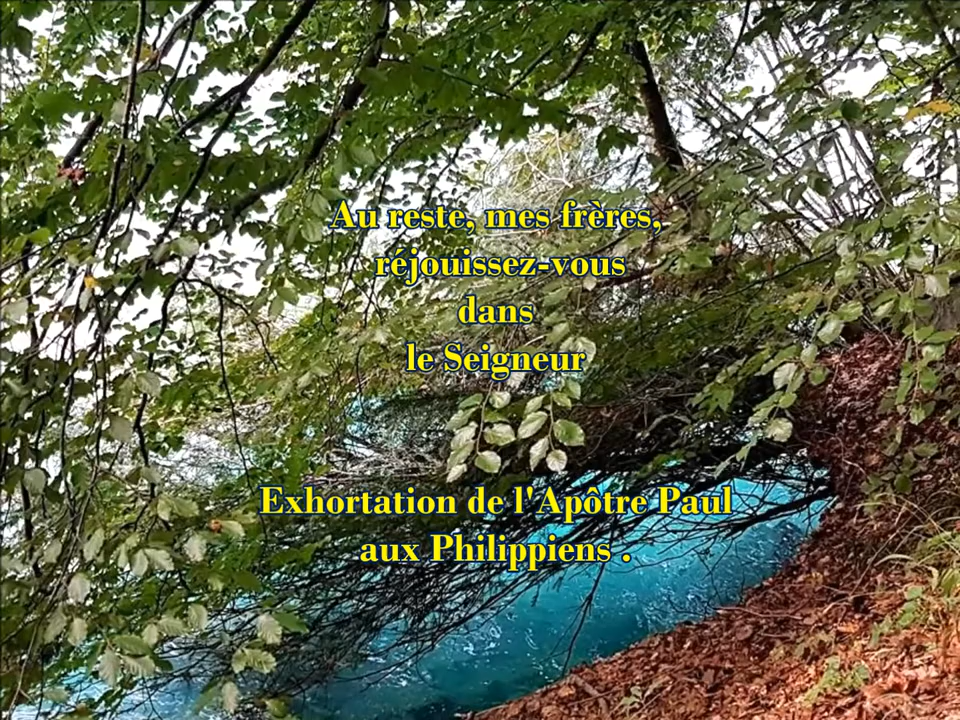 Au reste, mes frères,
réjouissez-vous
dans
le Seigneur
Exhortation de l'Apôtre Paul
aux Philippiens .